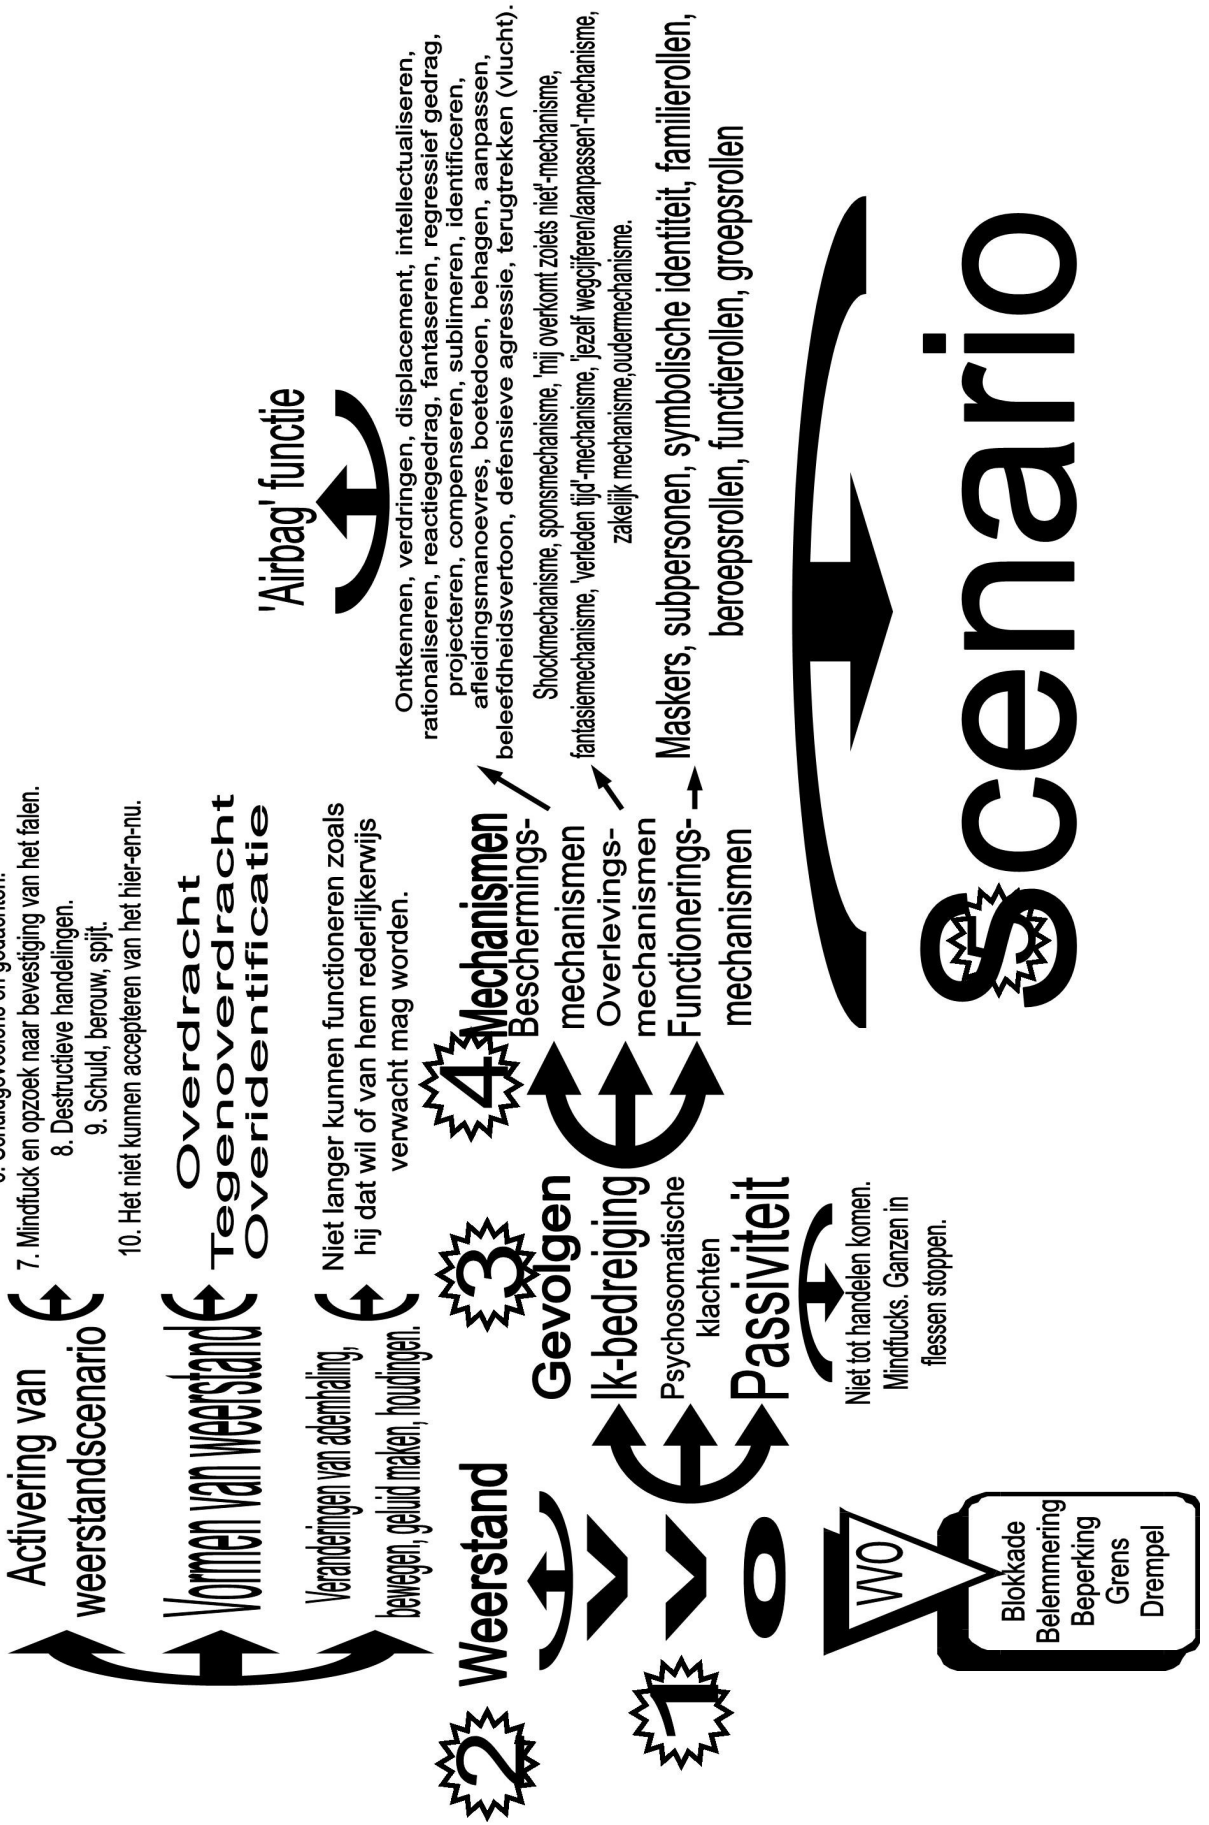 7. Mindfuck en opzoek naar bevestiging van het falen.
8. Destructieve handelingen.
9. Schuld, berouw, spijt.
10. Het niet kunnen accepteren van het hier-en-nu.
Activering van
weerstandscenario
Vormen van weerstand
Overdracht
Tegenoverdracht
Overidentificatie
Veranderingen van ademhaling,
bewegen, geluid maken, houdingen.
Niet langer kunnen functioneren zoals
hij dat wil of van hem rederlijkerwijs
verwacht mag worden.
2 Weerstand
1
V
V
O
VVO
Blokkade
Belemmering
Beperking
Grens
Drempel
3
Gevolgen
Ik-bedreiging
Psychosomatische
klachten
Passiviteit
Niet tot handelen komen.
Mindfucks. Ganzen in
flessen stoppen.
4 Mechanismen
Beschermings-
mechanismen
Overlevings-
mechanismen
Functionerings-
mechanismen
'Airbag' functie
Ontkennen, verdringen, displacement, intellectualiseren,
rationaliseren, reactiegedrag, fantaseren, regressief gedrag,
projecteren, compenseren, sublimeren, identificeren,
afleidingsmanoevres, boetedoen, behagen, aanpassen,
beleefdheidsvertoon, defensieve agressie, terugtrekken (vlucht).
Shockmechanisme, sponsmechanisme, 'mij overkomt zoiets niet'-mechanisme,
fantasiemechanisme, 'verleden tijd'-mechanisme, 'jezelf wegcijferen/aanpassen'-mechanisme,
zakelijk mechanisme,oudermechanisme.
Maskers, subpersonen, symbolische identiteit, familierollen,
beroepsrollen, functierollen, groepsrollen
5
Scenario